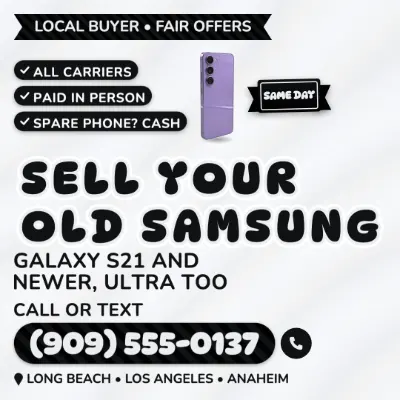 LOCAL BUYER • FAIR OFFERS
ALL CARRIERS
PAID IN PERSON
SPARE PHONE? CASH
SAME DAY
SELL YOUR
OLD SAMSUNG
GALAXY S21 AND
NEWER, ULTRA TOO
CALL OR TEXT
(909) 555-0137
LONG BEACH • LOS ANGELES • ANAHEIM